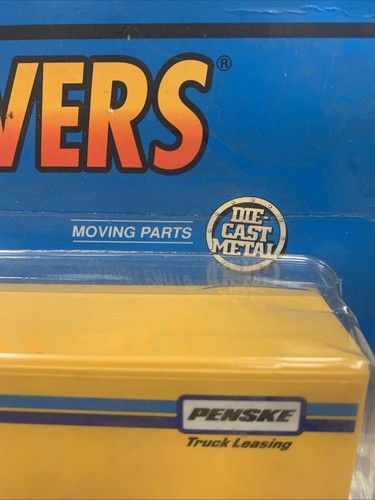 VERS®
MOVING PARTS
DIE-
CAST
METAL
PENSKE
Truck Leasing